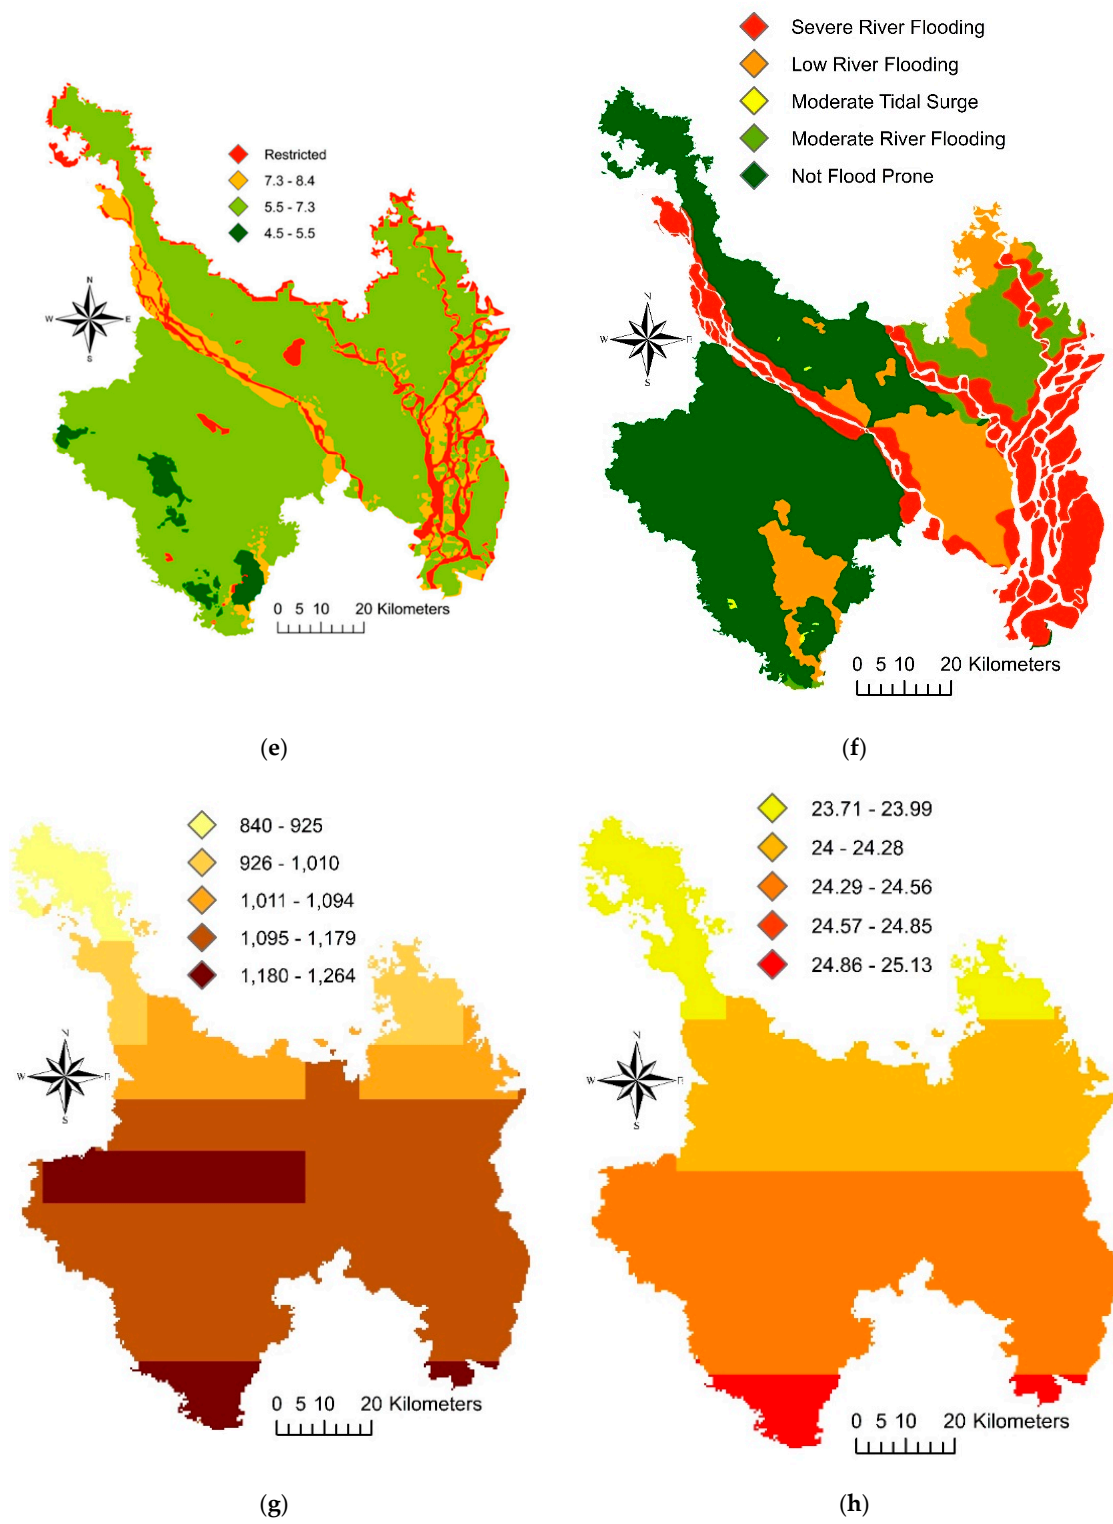 Restricted
7.3 - 8.4
5.5 - 7.3
4.5 - 5.5
N
W E
S
0 5 10 20 Kilometers
(e)
Severe River Flooding
Low River Flooding
Moderate Tidal Surge
Moderate River Flooding
Not Flood Prone
N
W E
S
0 5 10 20 Kilometers
(f)
840 - 925
926 - 1,010
1,011 - 1,094
1,095 - 1,179
1,180 - 1,264
N
W E
S
0 5 10 20 Kilometers
(g)
23.71 - 23.99
24 - 24.28
24.29 - 24.56
24.57 - 24.85
24.86 - 25.13
N
W E
S
0 5 10 20 Kilometers
(h)